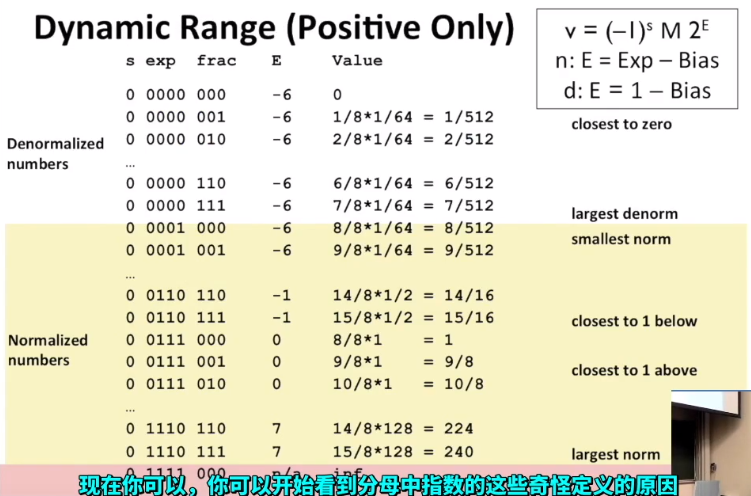 Dynamic Range (Positive Only)
v = (–1)ˢ M 2ᴱ
n: E = Exp – Bias
d: E = 1 – Bias
s exp frac E Value
0 0000 000 -6 0
0 0000 001 -6 1/8*1/64 = 1/512 closest to zero
0 0000 010 -6 2/8*1/64 = 2/512
Denormalized numbers
…
0 0000 110 -6 6/8*1/64 = 6/512
0 0000 111 -6 7/8*1/64 = 7/512 largest denorm
0 0001 000 -6 8/8*1/64 = 8/512 smallest norm
0 0001 001 -6 9/8*1/64 = 9/512
…
0 0110 110 -1 14/8*1/2 = 14/16
0 0110 111 -1 15/8*1/2 = 15/16 closest to 1 below
Normalized numbers
0 0111 000 0 8/8*1 = 1
0 0111 001 0 9/8*1 = 9/8 closest to 1 above
0 0111 010 0 10/8*1 = 10/8
…
0 1110 110 7 14/8*128 = 224
0 1110 111 7 15/8*128 = 240 largest norm
0 1111 000 n/a inf
现在你可以，你可以开始看到分母中指数的这些奇怪定义的原因